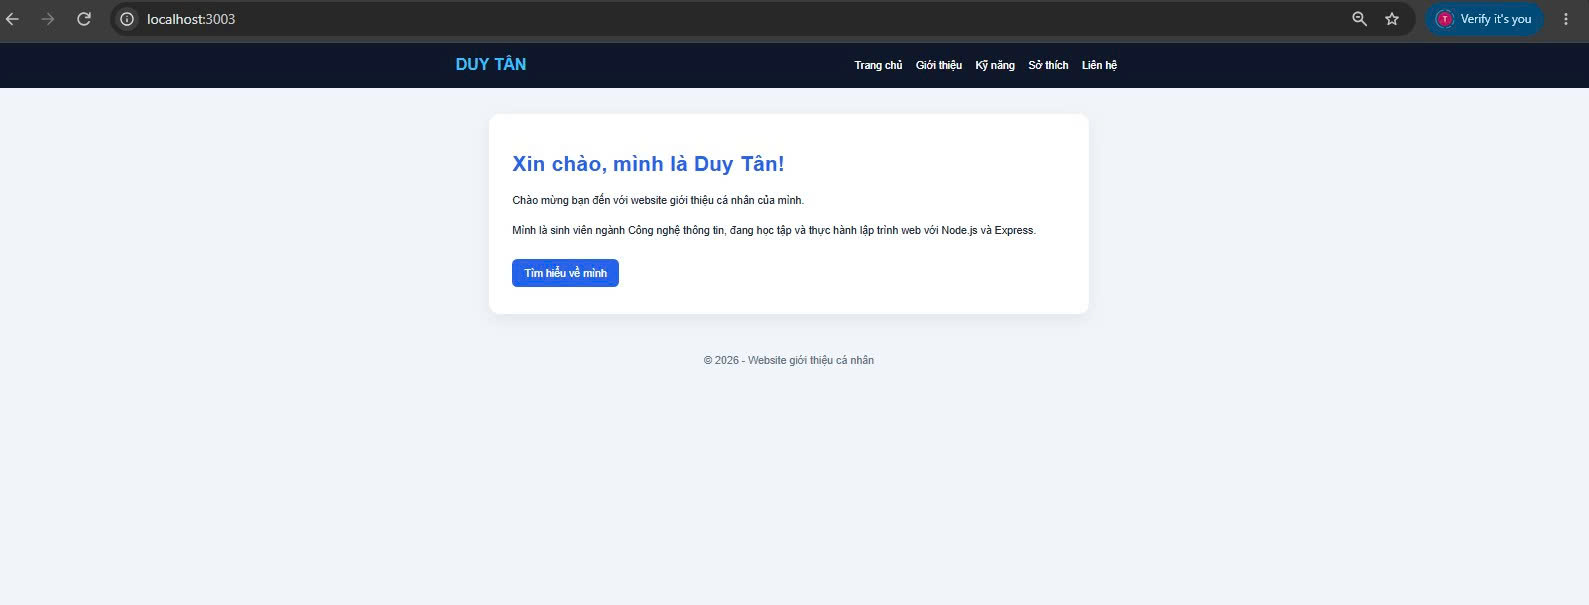 localhost:3003
T
Verify it's you
DUY TÂN
Trang chủ Giới thiệu Kỹ năng Sở thích Liên hệ
Xin chào, mình là Duy Tân!
Chào mừng bạn đến với website giới thiệu cá nhân của mình.
Mình là sinh viên ngành Công nghệ thông tin, đang học tập và thực hành lập trình web với Node.js và Express.
Tìm hiểu về mình
© 2026 - Website giới thiệu cá nhân